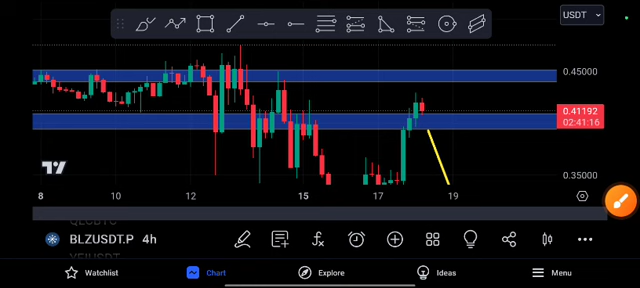 USDT
0.45000
0.41192
02:41:16
0.35000
8 10 12 15 17 19
BLZUSDT.P 4h
Watchlist Chart Explore Ideas Menu